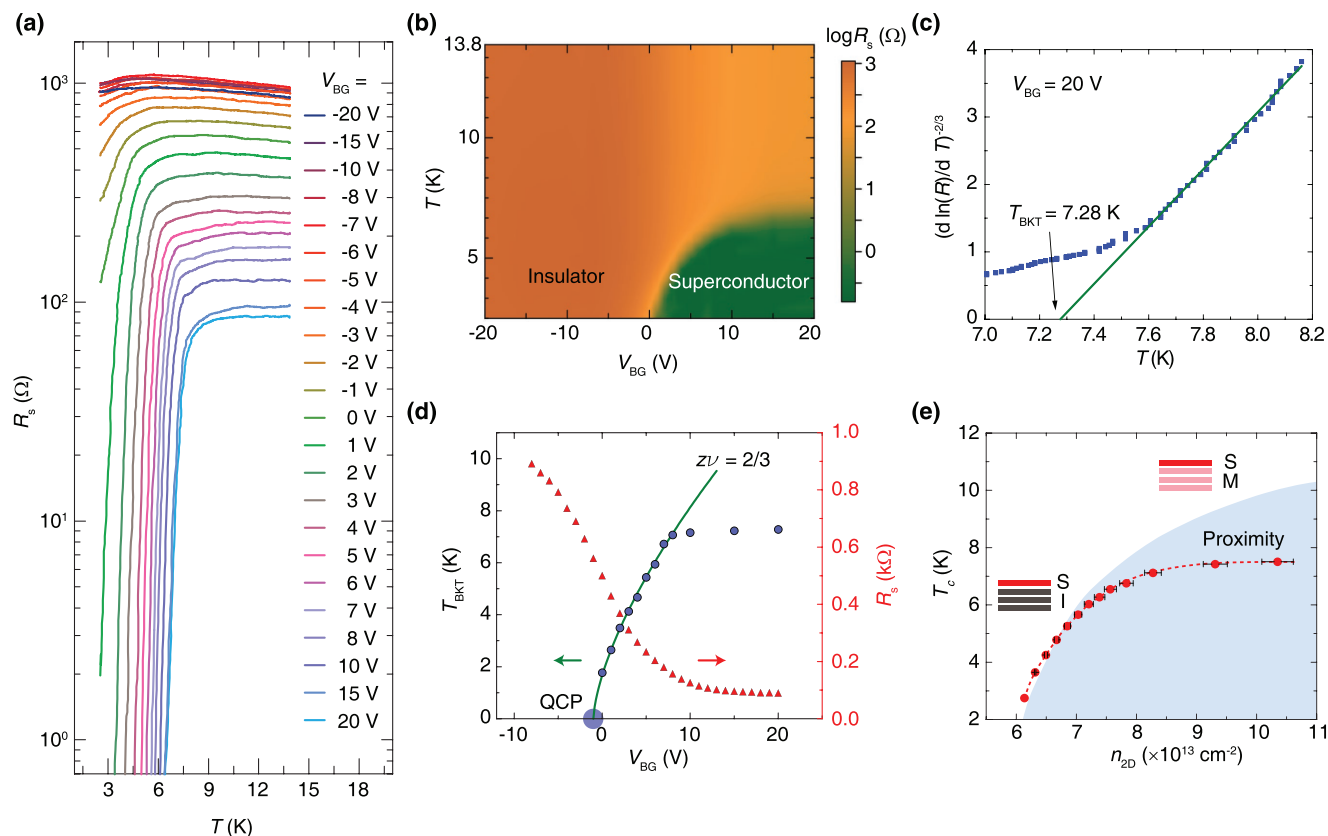 (a)
10³
10²
10¹
10⁰
Rₛ (Ω)
3 6 9 12 15 18
T (K)
V_BG =
-20 V
-15 V
-10 V
-8 V
-7 V
-6 V
-5 V
-4 V
-3 V
-2 V
-1 V
0 V
1 V
2 V
3 V
4 V
5 V
6 V
7 V
8 V
10 V
15 V
20 V
(b)
logRₛ (Ω)
13.8
10
5
T (K)
Insulator
Superconductor
-20 -10 0 10 20
V_BG (V)
3
2
1
0
(c)
4
3
2
1
0
(d ln(R)/d T)^-2/3
V_BG = 20 V
T_BKT = 7.28 K
7.0 7.2 7.4 7.6 7.8 8.0 8.2
T (K)
(d)
10
8
6
4
2
0
T_BKT (K)
zν = 2/3
QCP
-10 0 10 20
V_BG (V)
1.0
0.8
0.6
0.4
0.2
0.0
Rₛ (kΩ)
(e)
12
10
8
6
4
2
T_c (K)
S
M
Proximity
S
I
6 7 8 9 10 11
n_2D (×10¹³ cm⁻²)